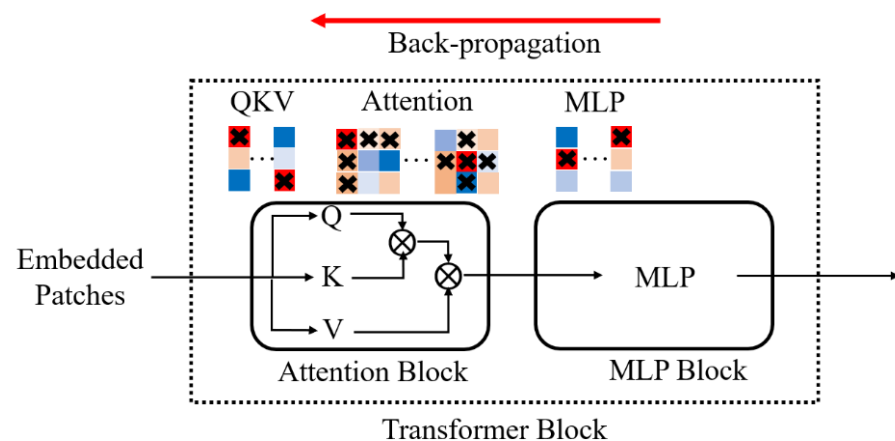 Back-propagation
QKV
Attention
MLP
...
...
...
Q
Embedded
Patches
K
MLP
V
Attention Block
MLP Block
Transformer Block